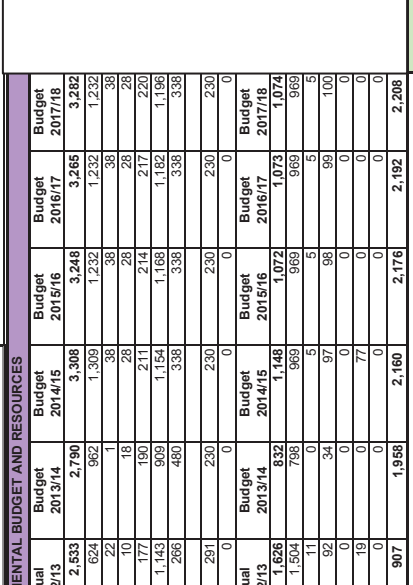 IENTAL BUDGET AND RESOURCES
ual Budget Budget Budget Budget Budget
2/13 2013/14 2014/15 2015/16 2016/17 2017/18
2,533 2,790 3,308 3,248 3,265 3,282
624 962 1,309 1,232 1,232 1,232
22 1 38 38 38 38
10 18 28 28 28 28
177 190 211 214 217 220
1,143 909 1,154 1,168 1,182 1,196
266 480 338 338 338 338
291 230 230 230 230 230
0 0 0 0 0 0
ual Budget Budget Budget Budget Budget
2/13 2013/14 2014/15 2015/16 2016/17 2017/18
1,626 832 1,148 1,072 1,073 1,074
1,504 798 969 969 969 969
11 0 5 5 5 5
92 34 97 98 99 100
0 0 0 0 0 0
19 0 77 0 0 0
0 0 0 0 0 0
907 1,958 2,160 2,176 2,192 2,208